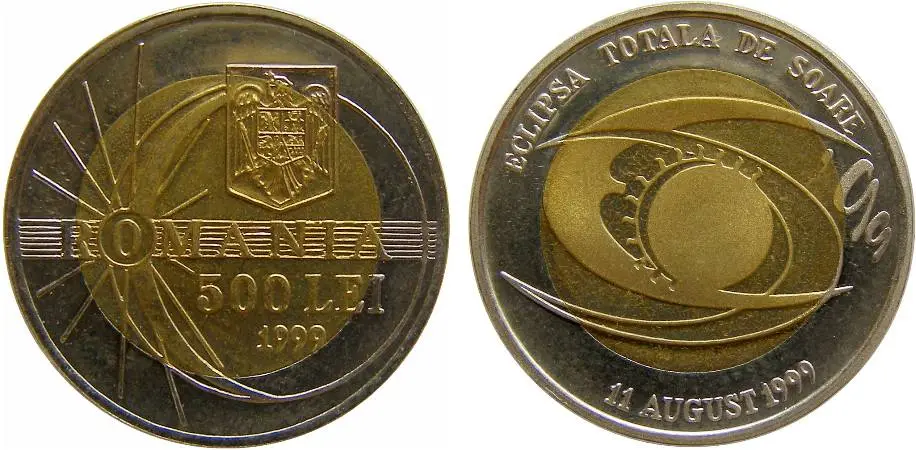 ROMANIA
500 LEI
1999
ECLIPSA TOTALA DE SOARE
11 AUGUST 1999